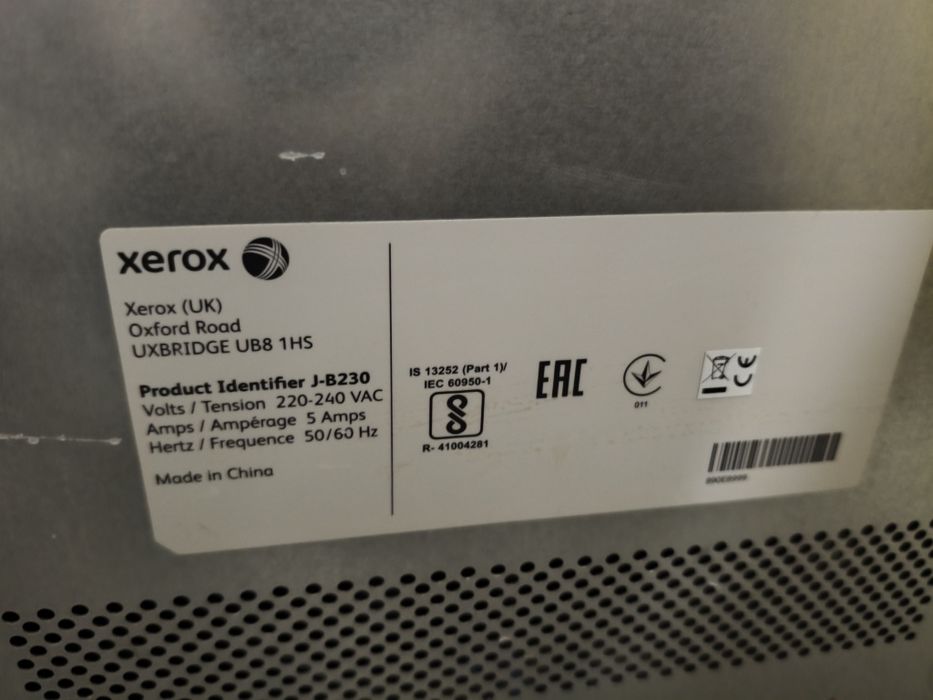 xerox
Xerox (UK)
Oxford Road
UXBRIDGE UB8 1HS
Product Identifier J-B230
Volts / Tension 220-240 VAC
Amps / Ampérage 5 Amps
Hertz / Frequence 50/60 Hz
Made in China
IS 13252 (Part 1)/
IEC 60950-1
R- 41004281
EAC
011
CE
890E8999